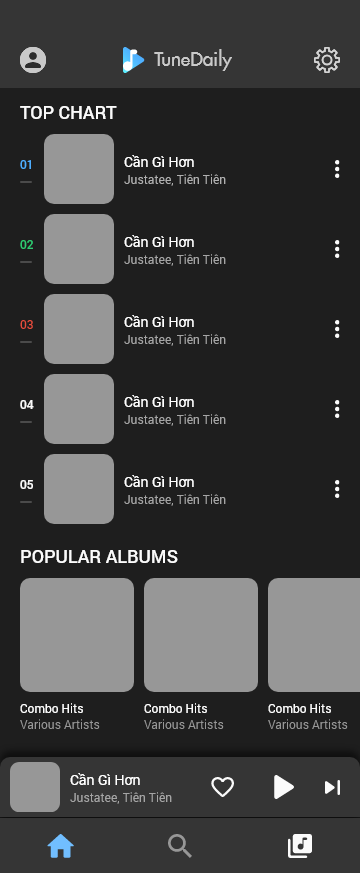 TuneDaily
TOP CHART
01
Cần Gì Hơn
Justatee, Tiên Tiên
02
Cần Gì Hơn
Justatee, Tiên Tiên
03
Cần Gì Hơn
Justatee, Tiên Tiên
04
Cần Gì Hơn
Justatee, Tiên Tiên
05
Cần Gì Hơn
Justatee, Tiên Tiên
POPULAR ALBUMS
Combo Hits
Various Artists
Combo Hits
Various Artists
Combo Hits
Various Artists
Cần Gì Hơn
Justatee, Tiên Tiên